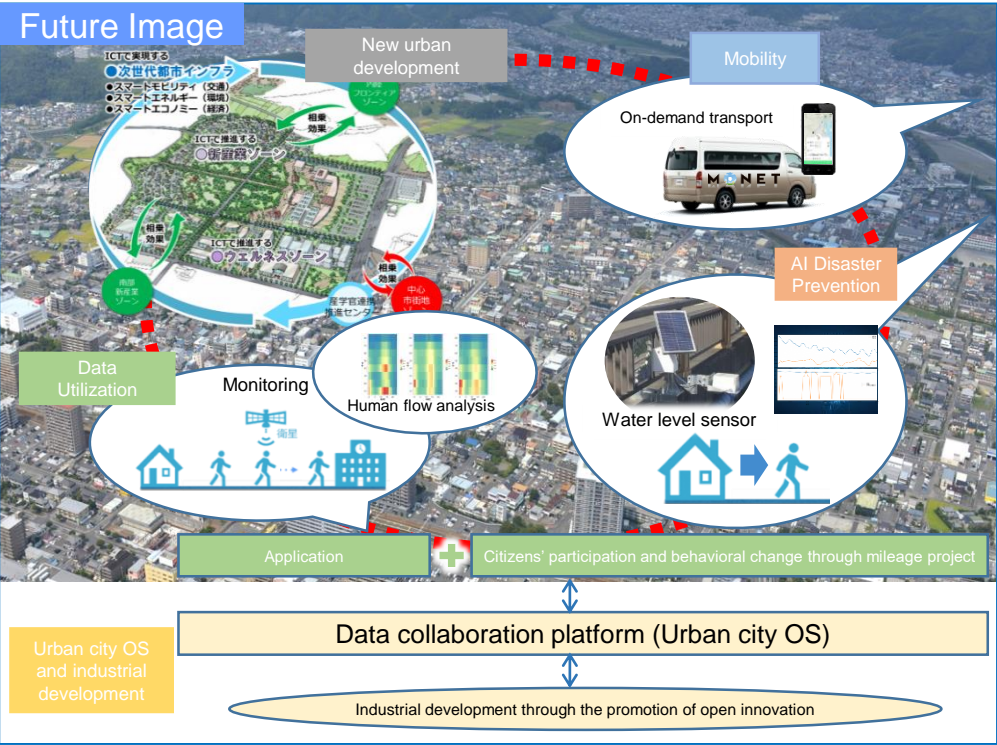 Future Image
New urban
development
Mobility
ICTで実現する
●次世代都市インフラ
●スマートモビリティ（交通）
●スマートエネルギー（環境）
●スマートエコノミー（経済）
フロンティア
ゾーン
相乗
効果
ICTで推進する
ICTで推進する
●ウェルネスゾーン
相乗
効果
相乗
効果
南部
新産業
ゾーン
中心
市街地
産学官連携
推進センター
On-demand transport
MONET
AI Disaster
Prevention
Data
Utilization
Monitoring
衛星
Human flow analysis
Water level sensor
Application
Citizens’ participation and behavioral change through mileage project
Urban city OS
and industrial
development
Data collaboration platform (Urban city OS)
Industrial development through the promotion of open innovation